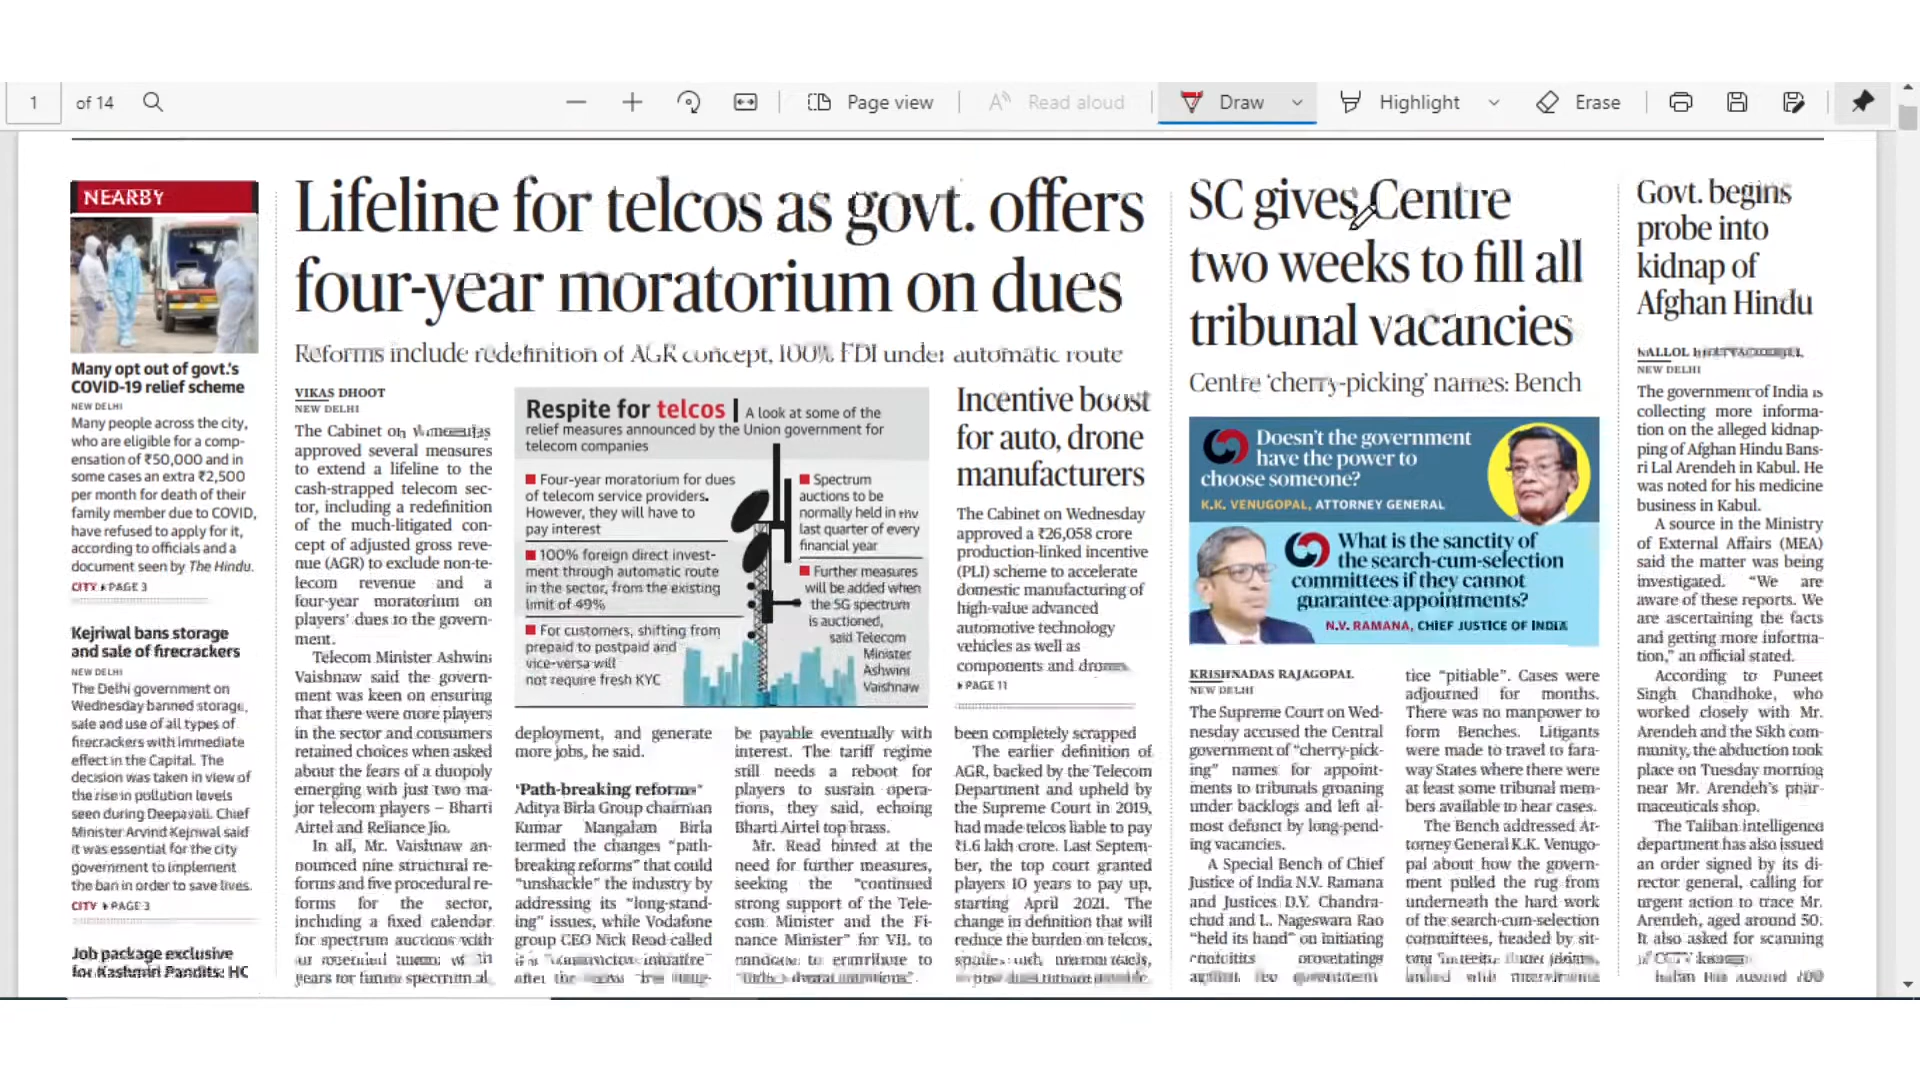 1 of 14 Page view Read aloud Draw Highlight Erase
NEARBY
Many opt out of govt.'s
COVID-19 relief scheme
NEW DELHI
Many people across the city,
who are eligible for a comp-
ensation of ₹50,000 and in
some cases an extra ₹2,500
per month for death of their
family member due to COVID,
have refused to apply for it,
according to officials and a
document seen by The Hindu.
CITY PAGE 3
Kejriwal bans storage
and sale of firecrackers
NEW DELHI
The Delhi government on
Wednesday banned storage,
sale and use of all types of
firecrackers with immediate
effect in the Capital. The
decision was taken in view of
the rise in pollution levels
seen during Deepavali. Chief
Minister Arvind Kejriwal said
it was essential for the city
government to implement
the ban in order to save lives.
CITY PAGE 3
Job package exclusive
for Kashmiri Pandits: HC
Lifeline for telcos as govt. offers
four-year moratorium on dues
Reforms include redefinition of AGR concept, 100% FDI under automatic route
VIKAS DHOOT
NEW DELHI
The Cabinet on
approved several measures
to extend a lifeline to the
cash-strapped telecom sec-
tor, including a redefinition
of the much-litigated con-
cept of adjusted gross reve-
nue (AGR) to exclude non-te-
lecom revenue and a
four-year moratorium on
players' dues to the govern-
ment.
Telecom Minister Ashwini
Vaishnaw said the govern-
ment was keen on ensuring
that there were more players
in the sector and consumers
retained choices when asked
about the fears of a duopoly
emerging with just two ma-
jor telecom players – Bharti
Airtel and Reliance Jio.
In all, Mr. Vaishnaw an-
nounced nine structural re-
forms and five procedural re-
forms for the sector,
including a fixed calendar
for spectrum auctions with
years for future spectrum
Respite for telcos | A look at some of the
relief measures announced by the Union government for
telecom companies
Four-year moratorium for dues
of telecom service providers.
However, they will have to
pay interest
100% foreign direct invest-
ment through automatic route
in the sector, from the existing
limit of 49%
For customers, shifting from
prepaid to postpaid and
vice-versa will
not require fresh KYC
Spectrum
auctions to be
normally held in the
last quarter of every
financial year
Further measures
will be added when
the 5G spectrum
is auctioned,
said Telecom
Minister
Ashwini
Vaishnaw
deployment, and generate
more jobs, he said.
'Path-breaking reforms'
Aditya Birla Group chairman
Kumar Mangalam Birla
termed the changes "path-
breaking reforms" that could
"unshackle" the industry by
addressing its "long-stand-
ing" issues, while Vodafone
group CEO Nick Read called
be payable eventually with
interest. The tariff regime
still needs a reboot for
players to sustain opera-
tions, they said, echoing
Bharti Airtel top brass.
Mr. Read hinted at the
need for further measures,
seeking the "continued
strong support of the Tele-
com Minister and the Fi-
nance Minister" for VIL to
Incentive boost
for auto, drone
manufacturers
The Cabinet on Wednesday
approved a ₹26,058 crore
production-linked incentive
(PLI) scheme to accelerate
domestic manufacturing of
high-value advanced
automotive technology
vehicles as well as
components and drones.
PAGE 11
been completely scrapped
The earlier definition of
AGR, backed by the Telecom
Department and upheld by
the Supreme Court in 2019,
had made telcos liable to pay
₹1.6 lakh crore. Last Septem-
ber, the top court granted
players 10 years to pay up,
starting April 2021. The
change in definition that will
reduce the burden on telcos,
SC gives Centre
two weeks to fill all
tribunal vacancies
Centre 'cherry-picking' names: Bench
Doesn't the government
have the power to
choose someone?
K.K. VENUGOPAL, ATTORNEY GENERAL
What is the sanctity of
the search-cum-selection
committees if they cannot
guarantee appointments?
N.V. RAMANA, CHIEF JUSTICE OF INDIA
KRISHNADAS RAJAGOPAL
NEW DELHI
The Supreme Court on Wed-
nesday accused the Central
government of "cherry-pick-
ing" names for appoint-
ments to tribunals groaning
under backlogs and left al-
most defunct by long-pend-
ing vacancies.
A Special Bench of Chief
Justice of India N.V. Ramana
and Justices D.Y. Chandra-
chud and L. Nageswara Rao
"held its hand" on initiating
tice "pitiable". Cases were
adjourned for months.
There was no manpower to
form Benches. Litigants
were made to travel to fara-
way States where there were
at least some tribunal mem-
bers available to hear cases.
The Bench addressed At-
torney General K.K. Venugo-
pal about how the govern-
ment pulled the rug from
underneath the hard work
of the search-cum-selection
committees, headed by sit-
Govt. begins
probe into
kidnap of
Afghan Hindu
NEW DELHI
The government of India is
collecting more informa-
tion on the alleged kidnap-
ping of Afghan Hindu Bans-
ri Lal Arendeh in Kabul. He
was noted for his medicine
business in Kabul.
A source in the Ministry
of External Affairs (MEA)
said the matter was being
investigated. "We are
aware of these reports. We
are ascertaining the facts
and getting more informa-
tion," an official stated.
According to Puneet
Singh Chandhoke, who
worked closely with Mr.
Arendeh and the Sikh com-
munity, the abduction took
place on Tuesday morning
near Mr. Arendeh's phar-
maceuticals shop.
The Taliban intelligence
department has also issued
an order signed by its di-
rector general, calling for
urgent action to trace Mr.
Arendeh, aged around 50.
It also asked for scanning